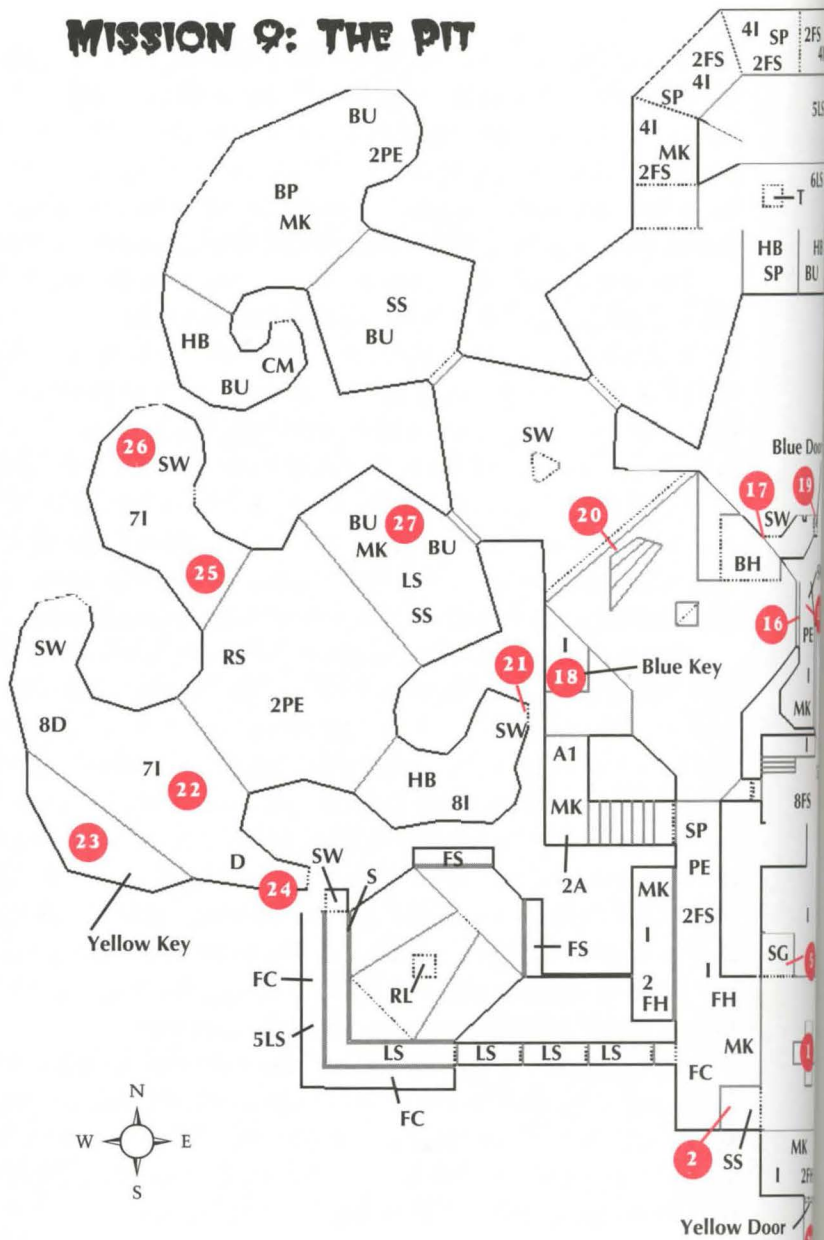 MISSION 9: THE PIT
4I SP 2FS
2FS 2FS
4I
SP
BU
2PE
4I
MK
2FS
BP
MK
T
HB
SP
BU
SS
BU
HB
CM
BU
SW
Blue Door
26
SW
27
BU
BU
MK
20
17
SW
19
7I
BH
LS
SS
25
16
PE
SW
RS
21
I
18
Blue Key
I
2PE
SW
MK
8D
7I
HB
8I
A1
I
22
8FS
MK
SP
23
D
24
SW
S
FS
2A
PE
MK
2FS
I
Yellow Key
FS
I
SG
5
FC
RL
2
FH
I
FH
5LS
MK
LS
LS
LS
LS
FC
1
FC
N
W E
S
2
SS
MK
I
Yellow Door